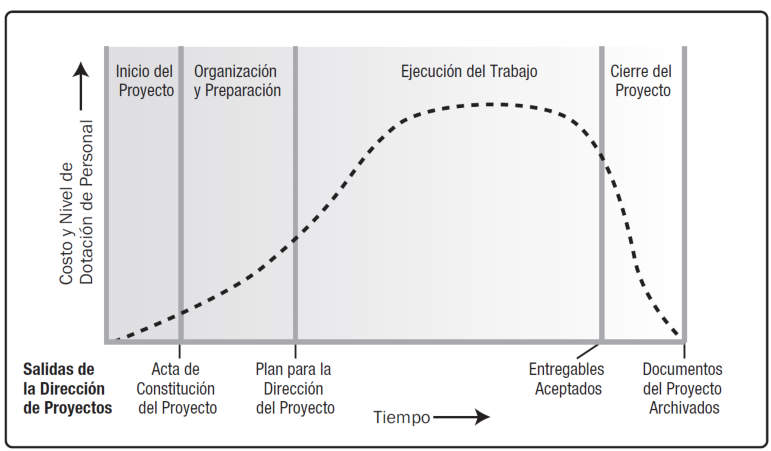 Inicio del
Proyecto
Organización
y Preparación
Ejecución del Trabajo
Cierre del
Proyecto
Costo y Nivel de
Dotación de Personal
Salidas de
la Dirección
de Proyectos
Acta de
Constitución
del Proyecto
Plan para la
Dirección
del Proyecto
Entregables
Aceptados
Documentos
del Proyecto
Archivados
Tiempo